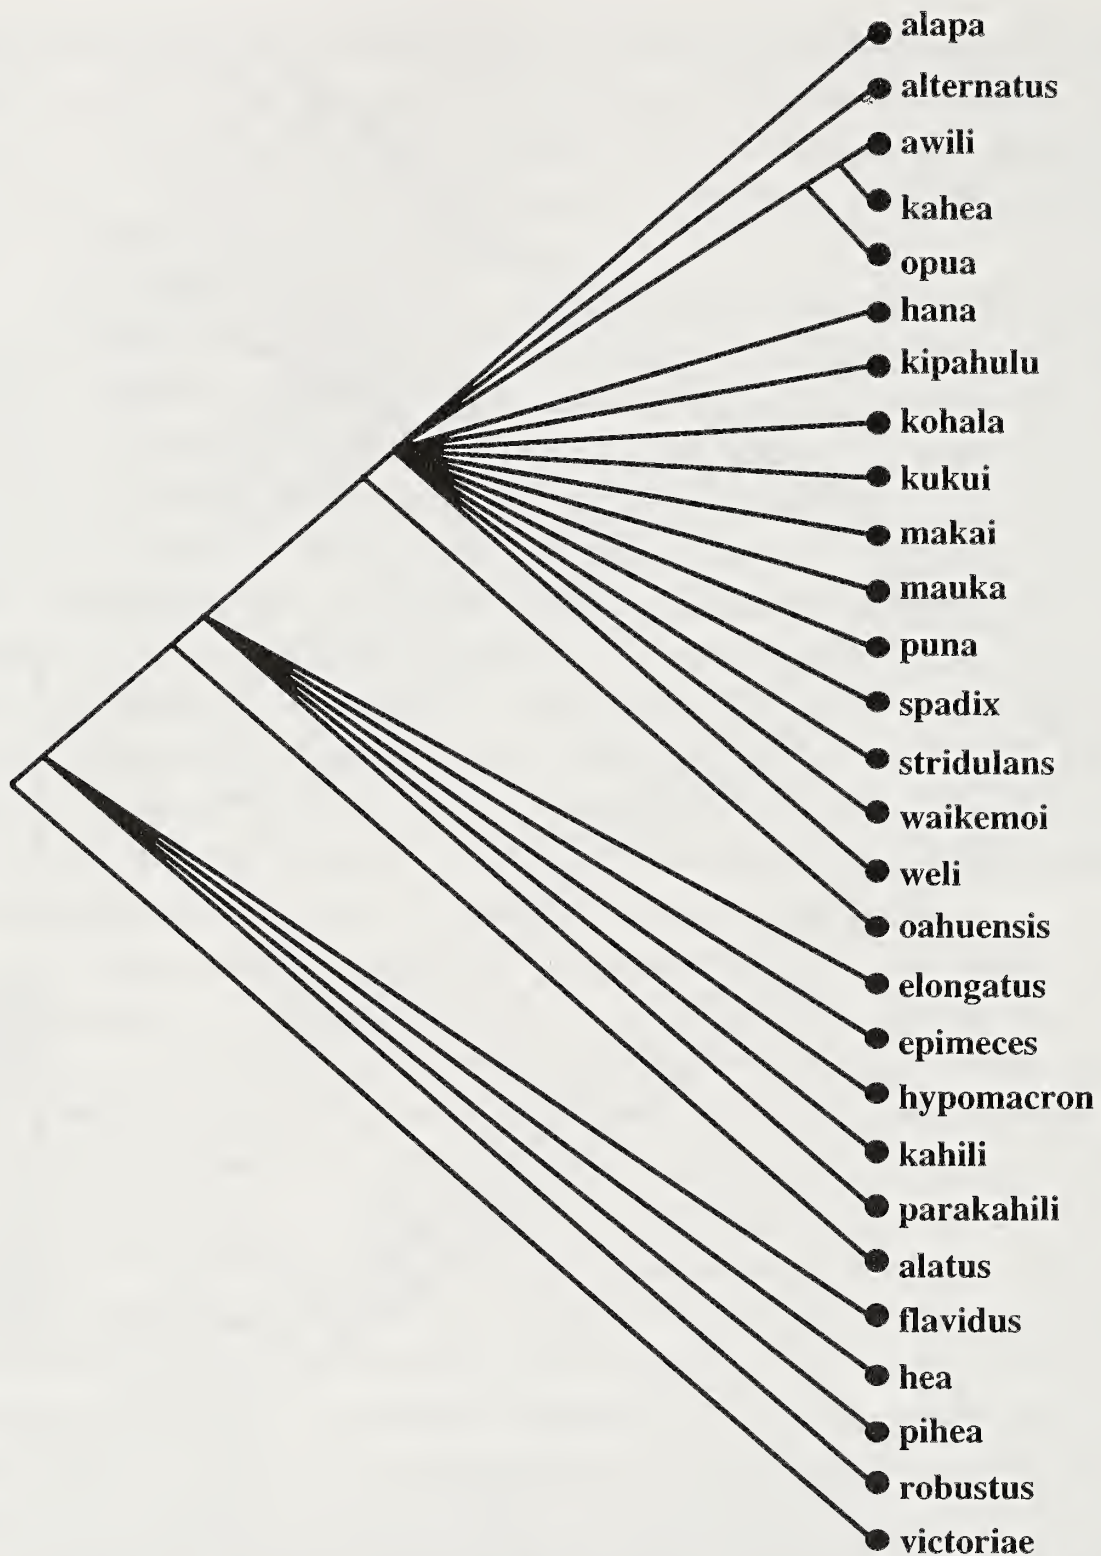 alapa
alternatus
awili
kahea
opua
hana
kipahulu
kohala
kukui
makai
mauka
puna
spadix
stridulans
waikemoi
weli
oahuensis
elongatus
epimeces
hypomacron
kahili
parakahili
alatus
flavidus
hea
pihea
robustus
victoriae